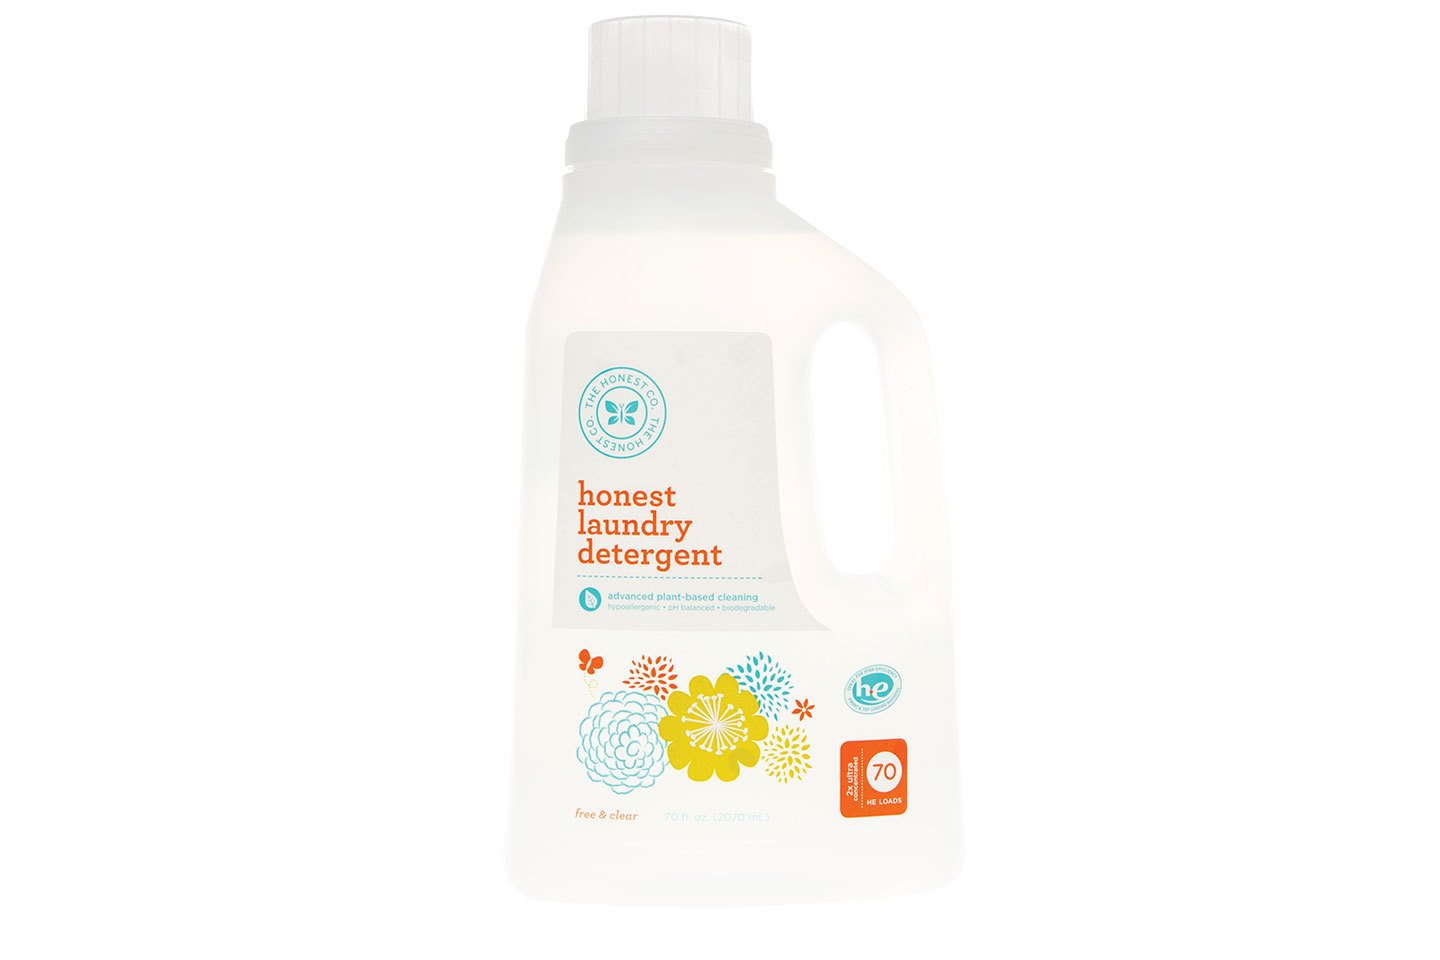 THE HONEST CO. THE HONEST CO.
honest
laundry
detergent
advanced plant-based cleaning
hypoallergenic • pH balanced • biodegradable
he
2x ultra
concentrated
70
HE LOADS
free & clear
70 fl. oz. (2070 mL)